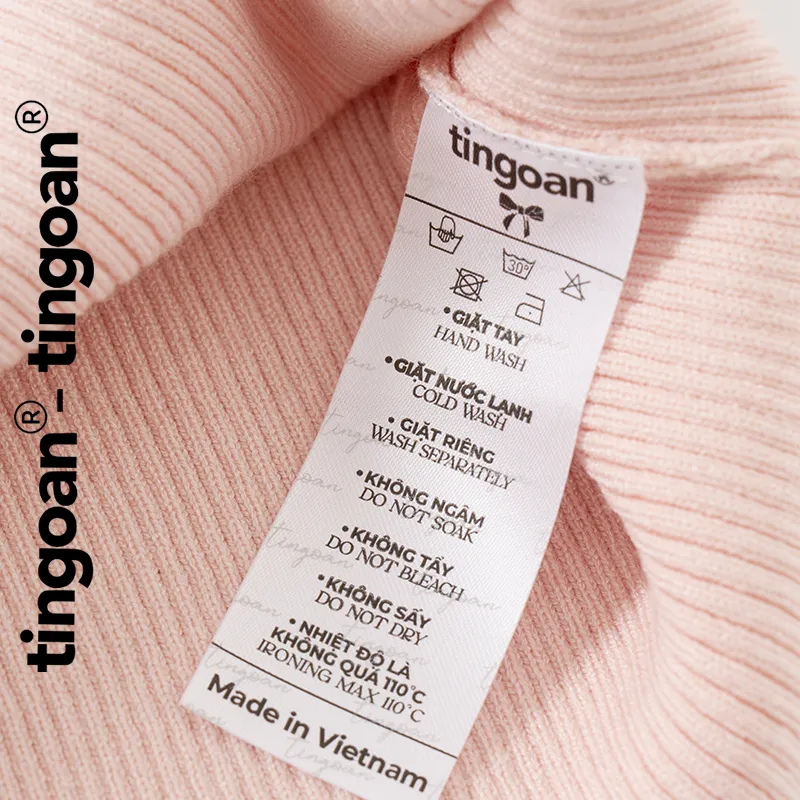 tingoan® - tingoan®
tingoan®
30°
• GIẶT TAY
HAND WASH
• GIẶT NƯỚC LẠNH
COLD WASH
• GIẶT RIÊNG
WASH SEPARATELY
• KHÔNG NGÂM
DO NOT SOAK
• KHÔNG TẨY
DO NOT BLEACH
• KHÔNG SẤY
DO NOT DRY
• NHIỆT ĐỘ LÀ
KHÔNG QUÁ 110°C
IRONING MAX 110°C
Made in Vietnam